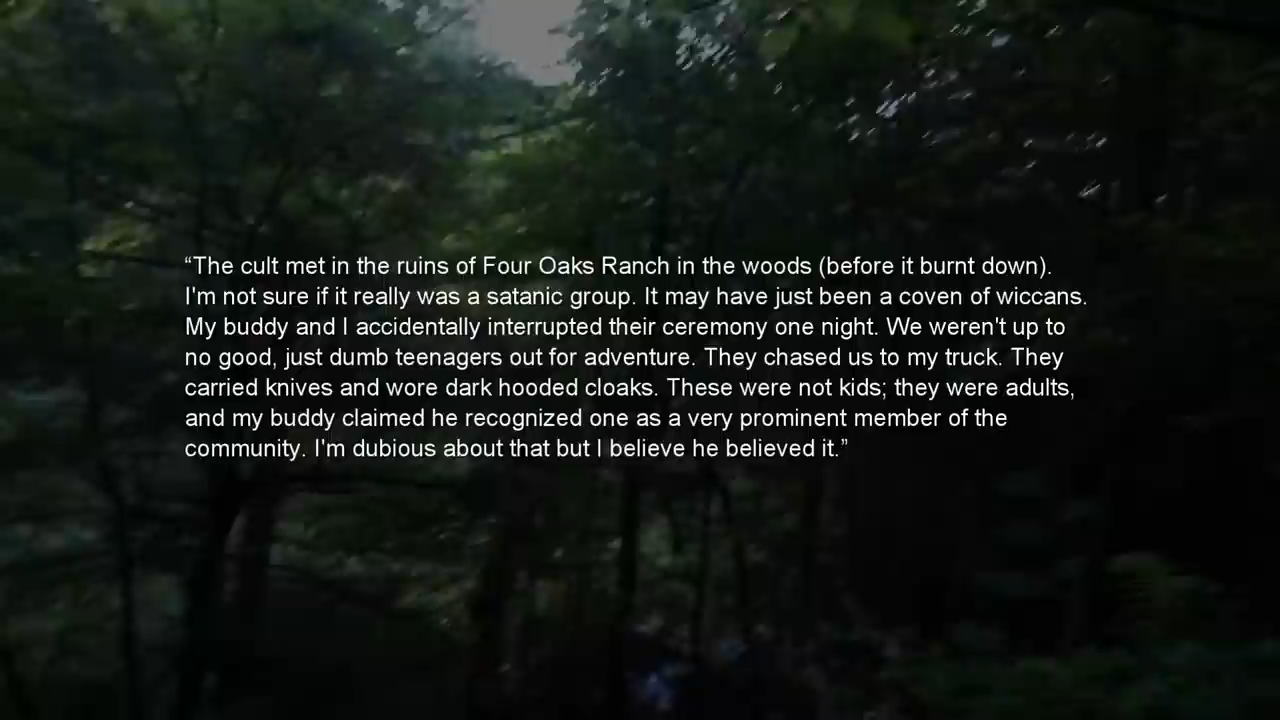 “The cult met in the ruins of Four Oaks Ranch in the woods (before it burnt down).
I'm not sure if it really was a satanic group. It may have just been a coven of wiccans.
My buddy and I accidentally interrupted their ceremony one night. We weren't up to
no good, just dumb teenagers out for adventure. They chased us to my truck. They
carried knives and wore dark hooded cloaks. These were not kids; they were adults,
and my buddy claimed he recognized one as a very prominent member of the
community. I'm dubious about that but I believe he believed it.”